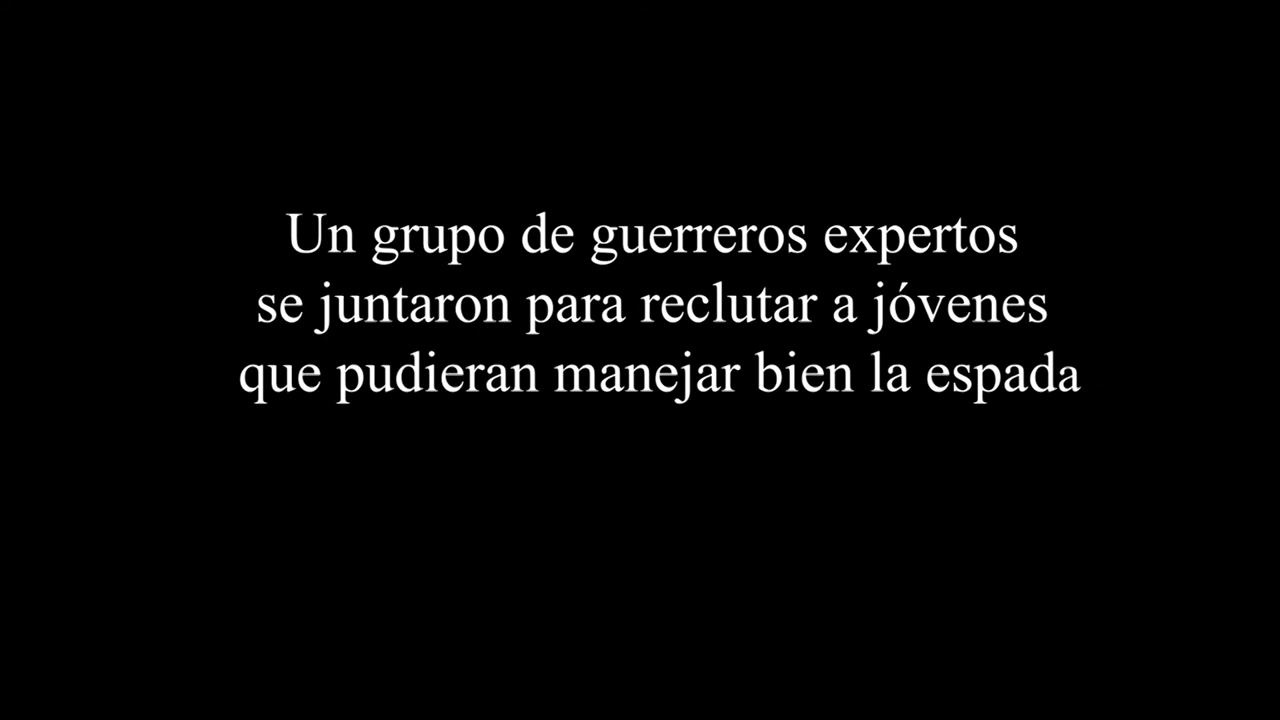 Un grupo de guerreros expertos
se juntaron para reclutar a jóvenes
que pudieran manejar bien la espada